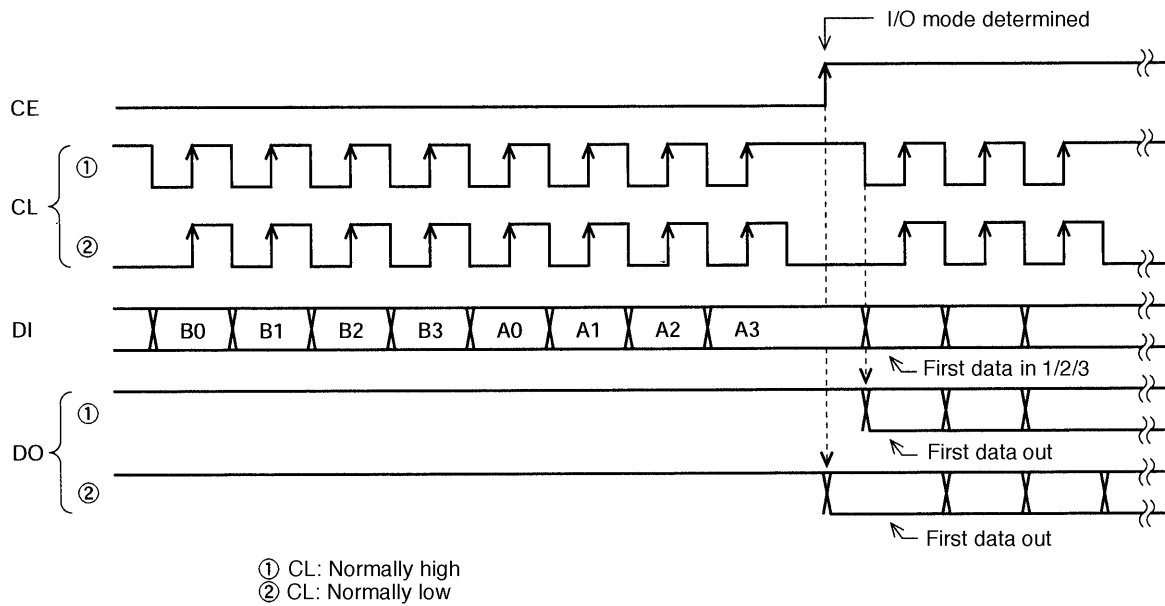 I/O mode determined
CE
①
CL
②
DI B0 B1 B2 B3 A0 A1 A2 A3
First data in 1/2/3
①
First data out
DO
②
First data out
① CL: Normally high
② CL: Normally low